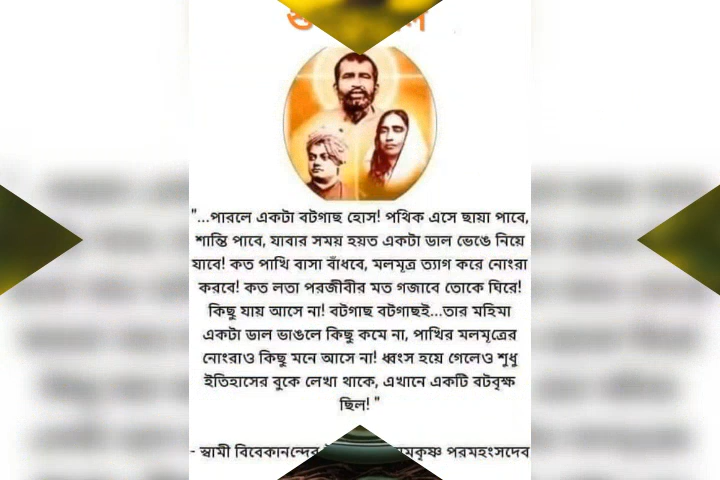 "...পারলে একটা বটগাছ হোস! পথিক এসে ছায়া পাবে,
শান্তি পাবে, যাবার সময় হয়ত একটা ডাল ভেঙে নিয়ে
যাবে! কত পাখি বাসা বাঁধবে, মলমূত্র ত্যাগ করে নোংরা
করবে! কত লতা পরজীবীর মত গজাবে তোকে ঘিরে!
কিছু যায় আসে না! বটগাছ বটগাছই...তার মহিমা
একটা ডাল ভাঙলে কিছু কমে না, পাখির মলমূত্রের
নোংরাও কিছু মনে আসে না! ধ্বংস হয়ে গেলেও শুধু
ইতিহাসের বুকে লেখা থাকে, এখানে একটি বটবৃক্ষ
ছিল! "
- স্বামী বিবেকানন্দের পরমহংসদেব